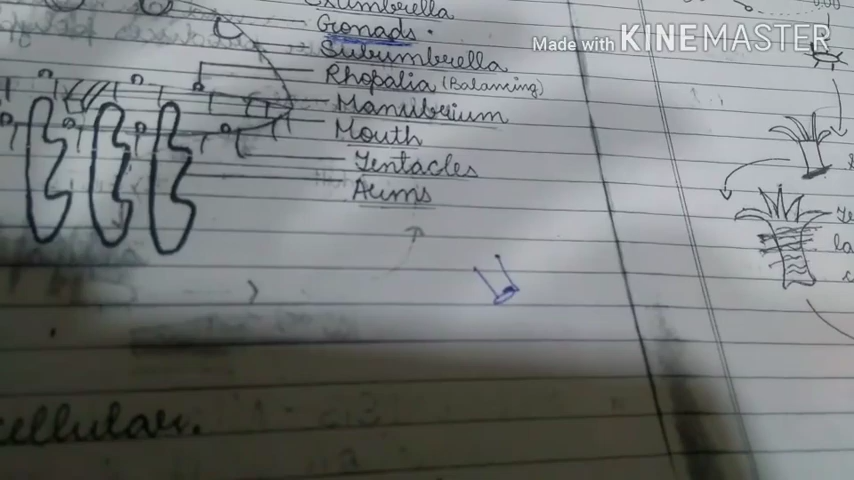 Exumbrella
Gonads.
Made with KINEMASTER
Subumbrella
Rhopalia (Balancing)
Manubrium
Mouth
Tentacles
Arms
cellular.